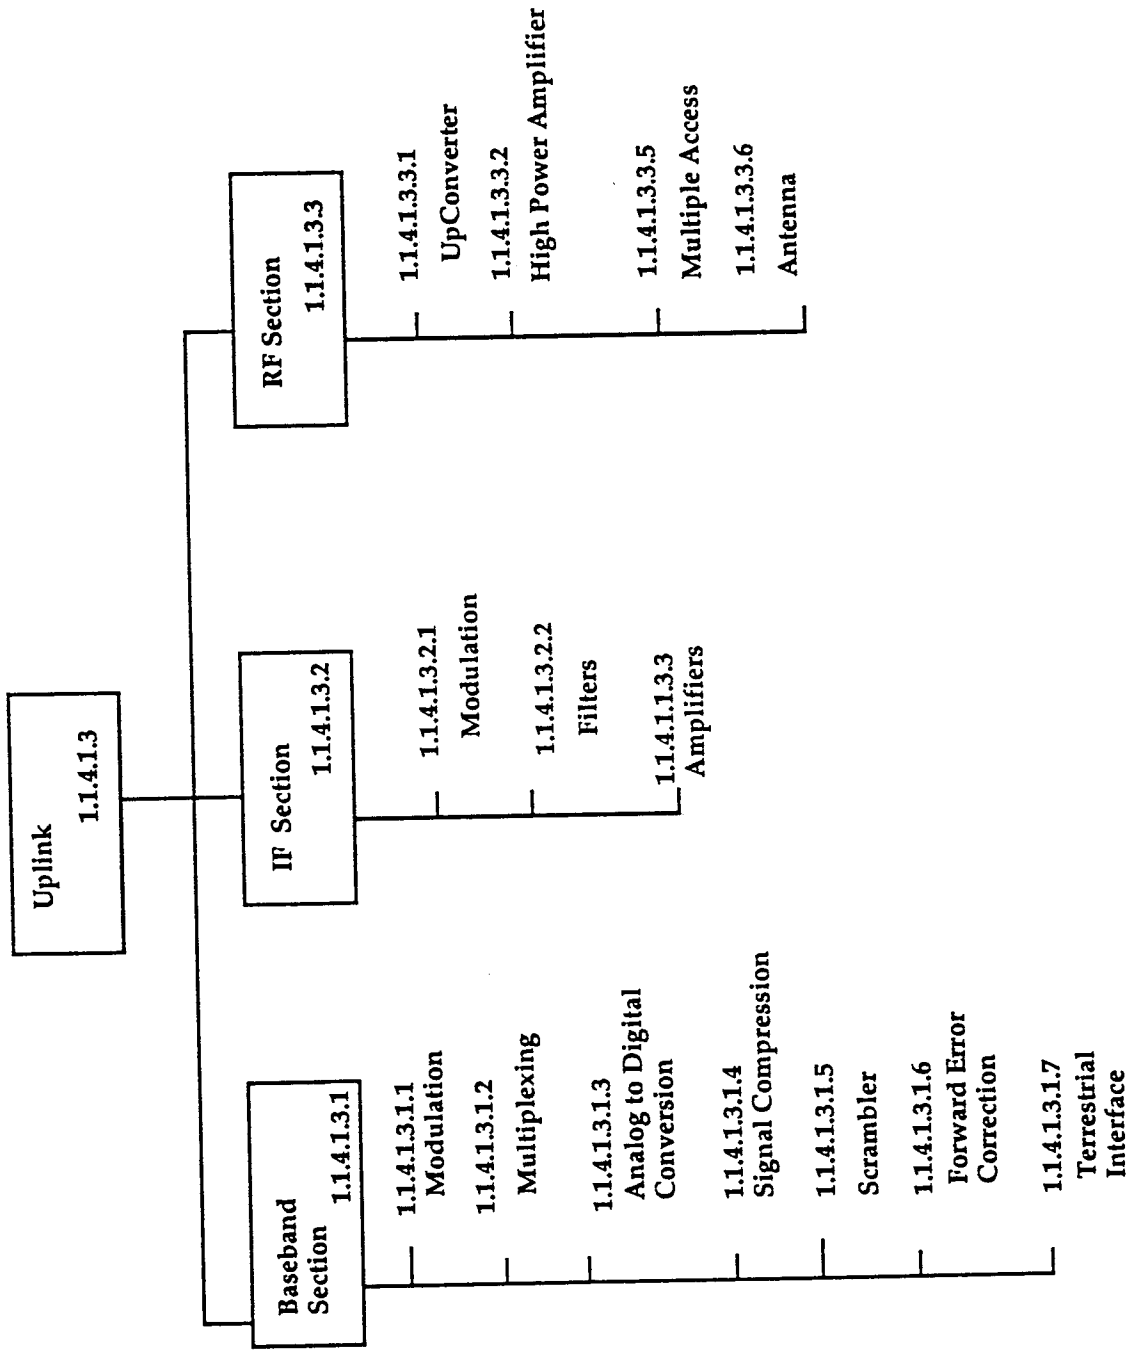 Uplink
1.1.4.1.3
Baseband
Section
1.1.4.1.3.1
1.1.4.1.3.1.1
Modulation
1.1.4.1.3.1.2
Multiplexing
1.1.4.1.3.1.3
Analog to Digital
Conversion
1.1.4.1.3.1.4
Signal Compression
1.1.4.1.3.1.5
Scrambler
1.1.4.1.3.1.6
Forward Error
Correction
1.1.4.1.3.1.7
Terrestrial
Interface
IF Section
1.1.4.1.3.2
1.1.4.1.3.2.1
Modulation
1.1.4.1.3.2.2
Filters
1.1.4.1.1.3.3
Amplifiers
RF Section
1.1.4.1.3.3
1.1.4.1.3.3.1
UpConverter
1.1.4.1.3.3.2
High Power Amplifier
1.1.4.1.3.3.5
Multiple Access
1.1.4.1.3.3.6
Antenna